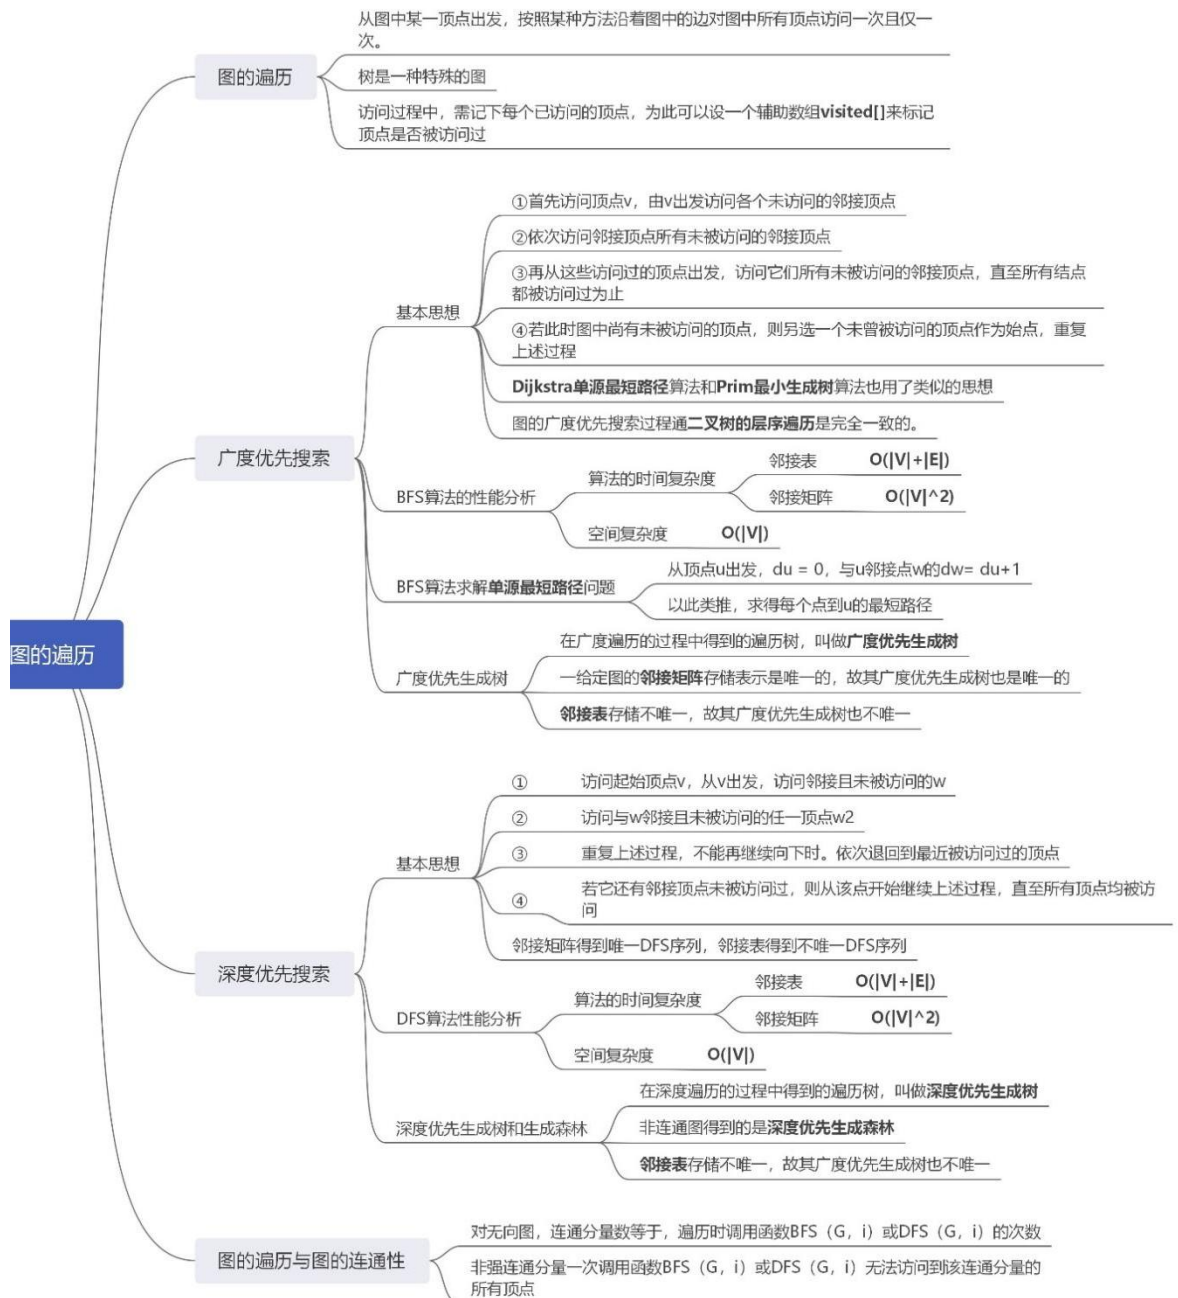 从图中某一顶点出发，按照某种方法沿着图中的边对图中所有顶点访问一次且仅一
次。
图的遍历
树是一种特殊的图
访问过程中，需记下每个已访问的顶点，为此可以设一个辅助数组visited[]来标记
顶点是否被访问过
①首先访问顶点v，由v出发访问各个未访问的邻接顶点
②依次访问邻接顶点所有未被访问的邻接顶点
③再从这些访问过的顶点出发，访问它们所有未被访问的邻接顶点，直至所有结点
都被访问过为止
基本思想
④若此时图中尚有未被访问的顶点，则另选一个未曾被访问的顶点作为始点，重复
上述过程
Dijkstra单源最短路径算法和Prim最小生成树算法也用了类似的思想
图的广度优先搜索过程通二叉树的层序遍历是完全一致的。
广度优先搜索
BFS算法的性能分析
算法的时间复杂度
邻接表 O(|V|+|E|)
邻接矩阵 O(|V|^2)
空间复杂度 O(|V|)
BFS算法求解单源最短路径问题
从顶点u出发，du = 0，与u邻接点w的dw= du+1
以此类推，求得每个点到u的最短路径
广度优先生成树
在广度遍历的过程中得到的遍历树，叫做广度优先生成树
一给定图的邻接矩阵存储表示是唯一的，故其广度优先生成树也是唯一的
邻接表存储不唯一，故其广度优先生成树也不唯一
图的遍历
① 访问起始顶点v，从v出发，访问邻接且未被访问的w
② 访问与w邻接且未被访问的任一顶点w2
基本思想
③ 重复上述过程，不能再继续向下时。依次退回到最近被访问过的顶点
④ 若它还有邻接顶点未被访问过，则从该点开始继续上述过程，直至所有顶点均被访
问
邻接矩阵得到唯一DFS序列，邻接表得到不唯一DFS序列
深度优先搜索
DFS算法性能分析
算法的时间复杂度
邻接表 O(|V|+|E|)
邻接矩阵 O(|V|^2)
空间复杂度 O(|V|)
深度优先生成树和生成森林
在深度遍历的过程中得到的遍历树，叫做深度优先生成树
非连通图得到的是深度优先生成森林
邻接表存储不唯一，故其广度优先生成树也不唯一
图的遍历与图的连通性
对无向图，连通分量数等于，遍历时调用函数BFS（G，i）或DFS（G，i）的次数
非强连通分量一次调用函数BFS（G，i）或DFS（G，i）无法访问到该连通分量的
所有顶点